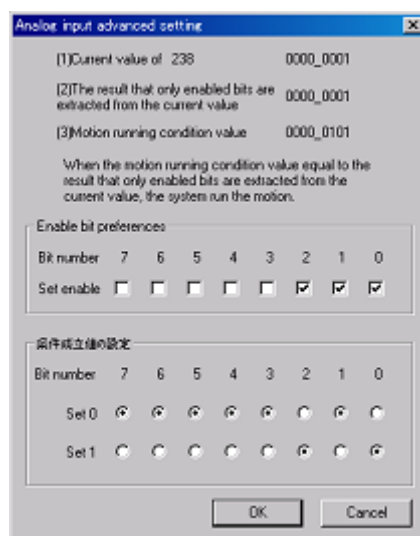 Analog input advanced setting
(1)Current value of 238 0000_0001
(2)The result that only enabled bits are
extracted from the current value 0000_0001
(3)Motion running condition value 0000_0101
When the motion running condition value equal to the
result that only enabled bits are extracted from the
current value, the system run the motion.
Enable bit preferences
Bit number 7 6 5 4 3 2 1 0
Set enable
条件成立値の設定
Bit number 7 6 5 4 3 2 1 0
Set 0
Set 1
OK Cancel